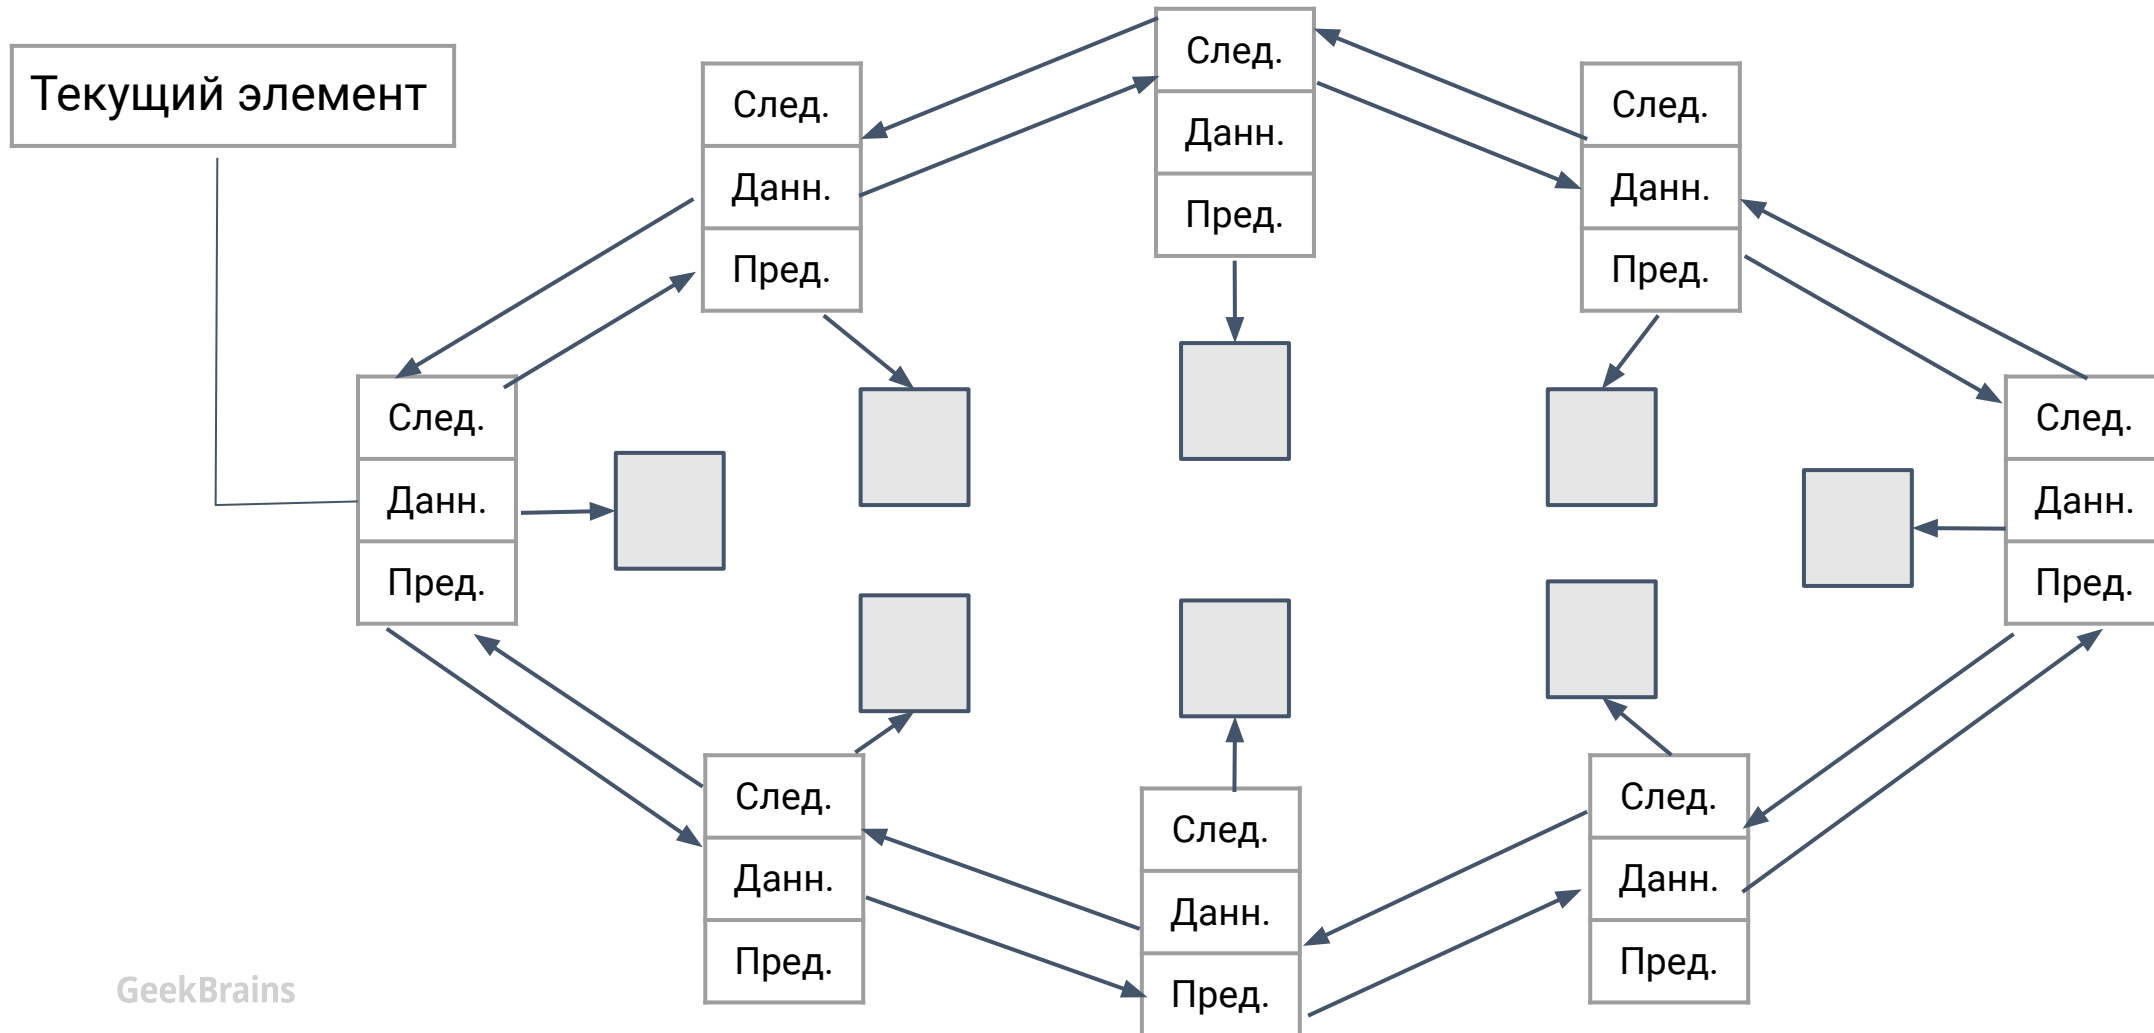 Текущий элемент
След.
Данн.
Пред.
След.
Данн.
Пред.
След.
Данн.
Пред.
След.
Данн.
Пред.
След.
Данн.
Пред.
След.
Данн.
Пред.
След.
Данн.
Пред.
След.
Данн.
Пред.
GeekBrains